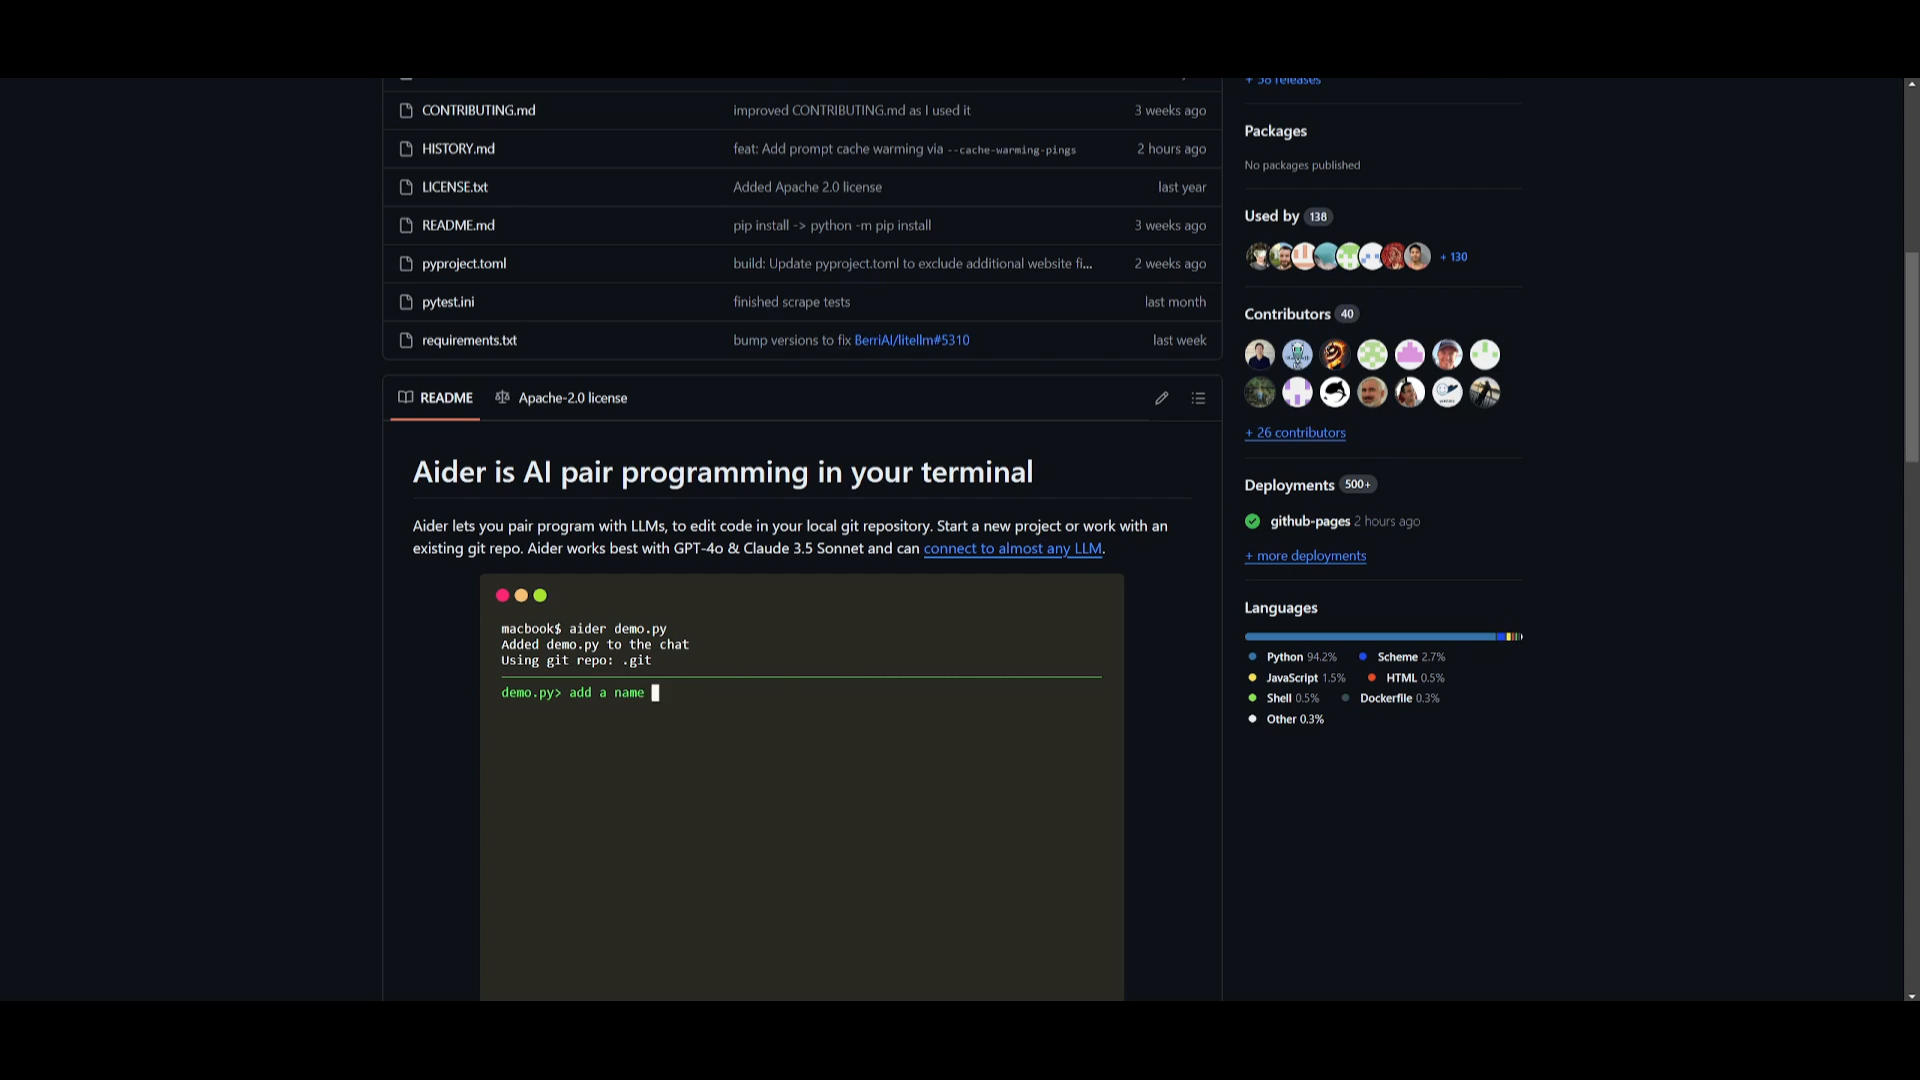 + 58 releases
CONTRIBUTING.md improved CONTRIBUTING.md as I used it 3 weeks ago
HISTORY.md feat: Add prompt cache warming via --cache-warming-pings 2 hours ago
LICENSE.txt Added Apache 2.0 license last year
README.md pip install -> python -m pip install 3 weeks ago
pyproject.toml build: Update pyproject.toml to exclude additional website fi... 2 weeks ago
pytest.ini finished scrape tests last month
requirements.txt bump versions to fix BerriAI/litellm#5310 last week
README Apache-2.0 license
Aider is AI pair programming in your terminal
Aider lets you pair program with LLMs, to edit code in your local git repository. Start a new project or work with an
existing git repo. Aider works best with GPT-4o & Claude 3.5 Sonnet and can connect to almost any LLM.
macbook$ aider demo.py
Added demo.py to the chat
Using git repo: .git
demo.py> add a name
Packages
No packages published
Used by 138
+ 130
Contributors 40
+ 26 contributors
Deployments 500+
github-pages 2 hours ago
+ more deployments
Languages
Python 94.2% Scheme 2.7%
JavaScript 1.5% HTML 0.5%
Shell 0.5% Dockerfile 0.3%
Other 0.3%